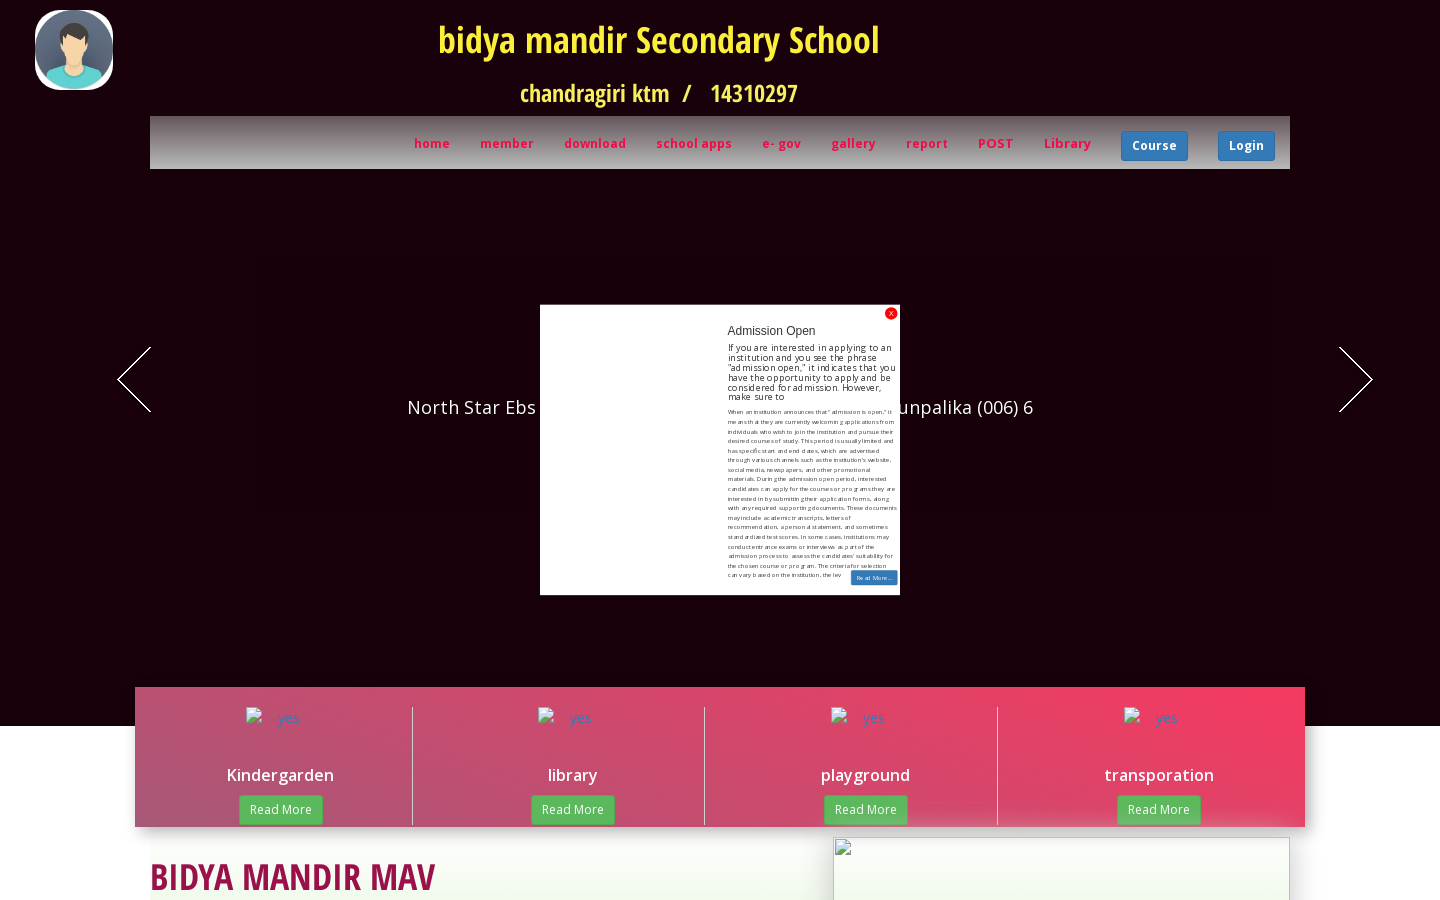 bidya mandir Secondary School
chandragiri ktm / 14310297
home member download school apps e- gov gallery report POST Library Course Login
X
Admission Open
If you are interested in applying to an
institution and you see the phrase
"admission open," it indicates that you
have the opportunity to apply and be
considered for admission. However,
make sure to
When an institution announces that "admission is open," it
means that they are currently welcoming applications from
individuals who wish to join the institution and pursue their
desired courses of study. This period is usually limited and
has specific start and end dates, which are advertised
through various channels such as the institution's website,
social media, newspapers, and other promotional
materials. During the admission open period, interested
candidates can apply for the courses or programs they are
interested in by submitting their application forms, along
with any required supporting documents. These documents
may include academic transcripts, letters of
recommendation, a personal statement, and sometimes
standardized test scores. In some cases, institutions may
conduct entrance exams or interviews as part of the
admission process to assess the candidates' suitability for
the chosen course or program. The criteria for selection
can vary based on the institution, the lev
Read More...
North Star Ebs unpalika (006) 6
yes yes yes yes
Kindergarden library playground transporation
Read More Read More Read More Read More
BIDYA MANDIR MAV